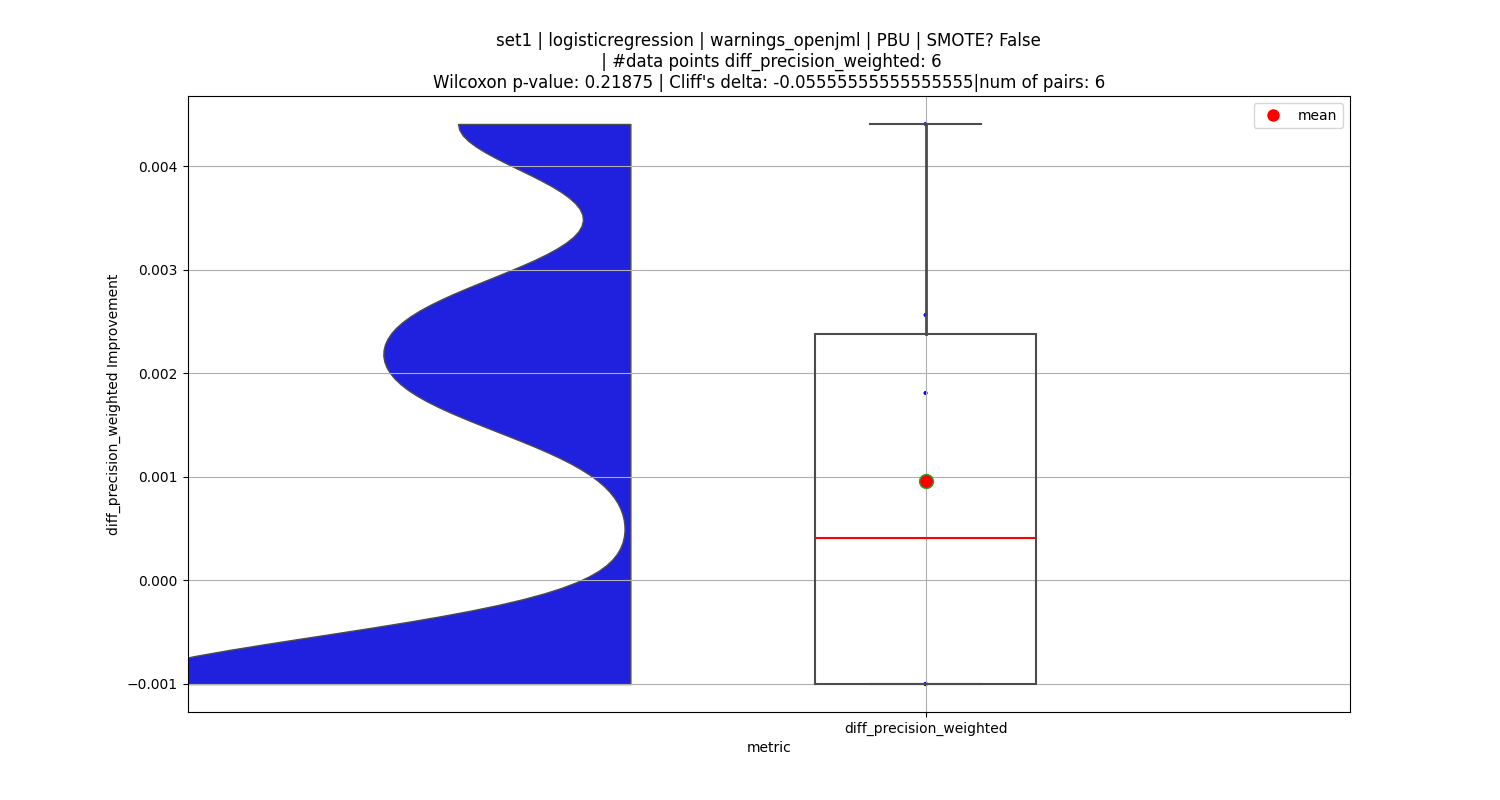 set1 | logisticregression | warnings_openjml | PBU | SMOTE? False
| #data points diff_precision_weighted: 6
Wilcoxon p-value: 0.21875 | Cliff's delta: -0.05555555555555555|num of pairs: 6
mean
0.004
0.003
0.002
0.001
0.000
−0.001
diff_precision_weighted Improvement
diff_precision_weighted
metric